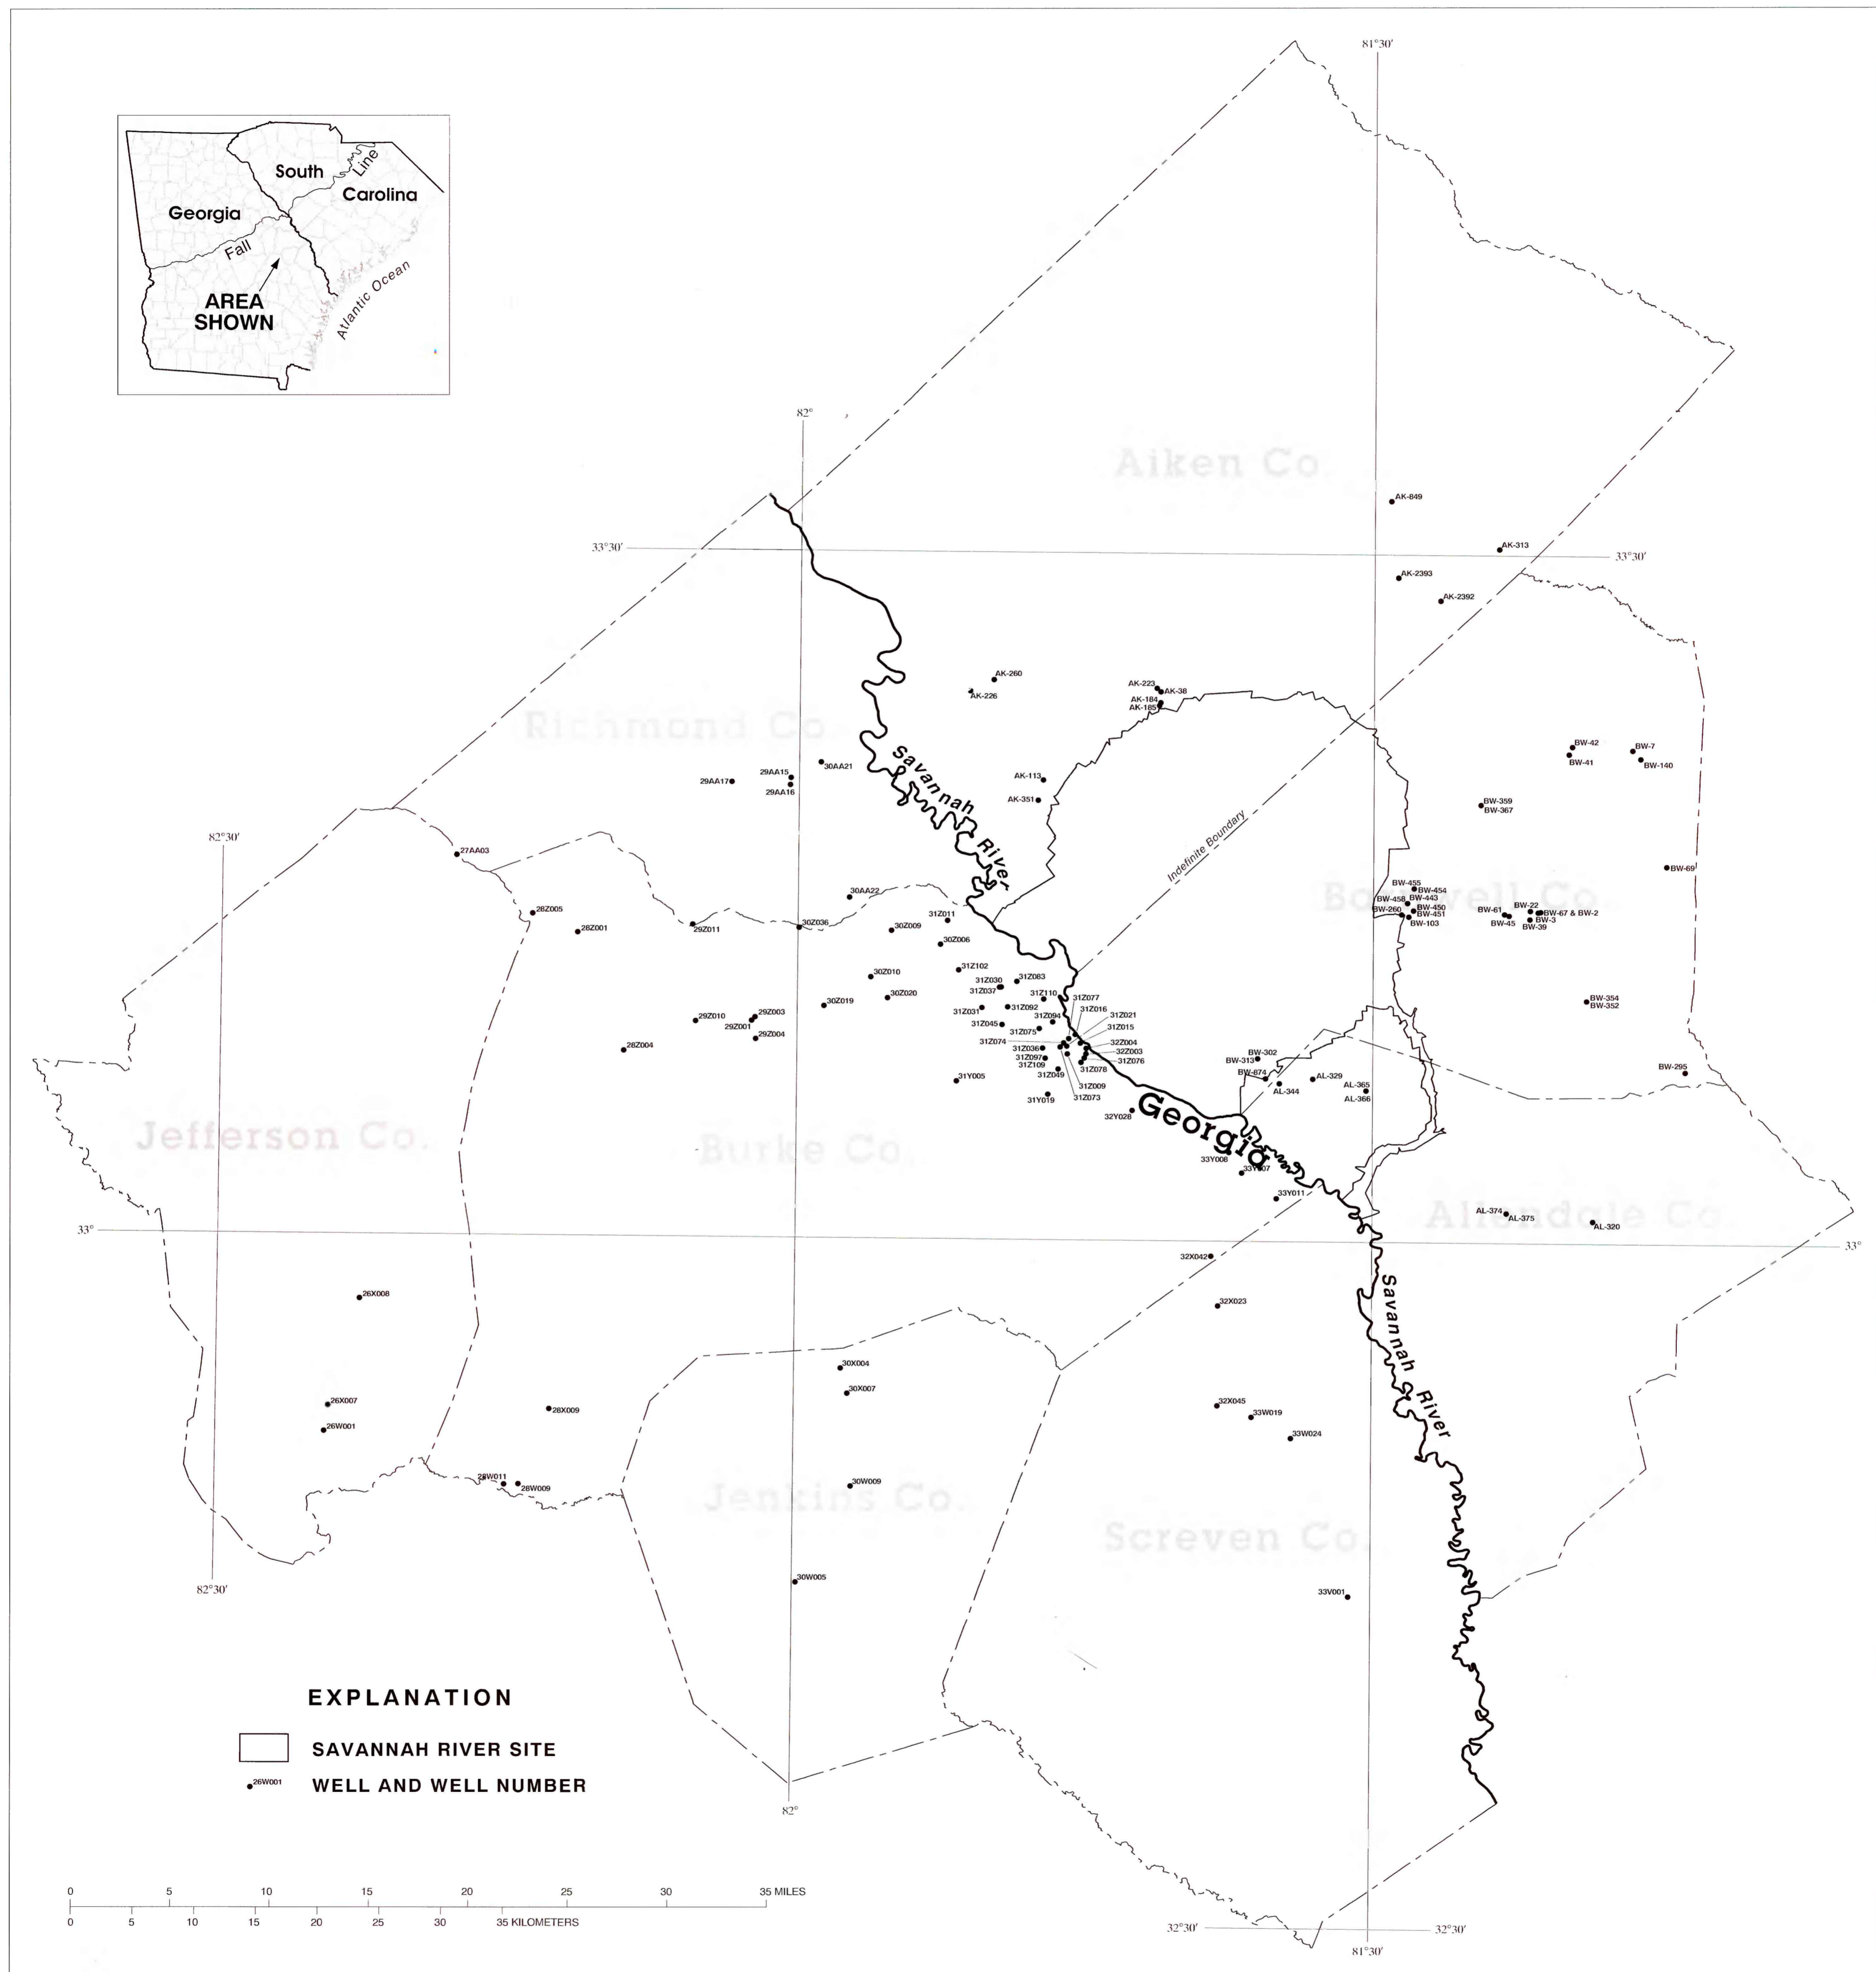 81°30′
South
Line
Carolina
Georgia
Fall
AREA
SHOWN
Atlantic Ocean
82°
Aiken Co.
AK-849
33°30′
AK-313
33°30′
AK-2393
AK-2392
AK-260
AK-226
AK-223
AK-38
AK-184
AK-185
Richmond Co.
Savannah River
BW-42
BW-41
BW-7
BW-140
29AA17
29AA15
29AA16
30AA21
AK-113
AK-351
BW-359
BW-367
Indefinite Boundary
82°30′
27AA03
BW-69
Barnwell Co.
30AA22
BW-455
BW-454
BW-458
BW-443
BW-260
BW-450
BW-451
BW-103
BW-61
BW-45
BW-22
BW-67 & BW-2
BW-3
BW-39
28Z005
28Z001
29Z011
30Z036
30Z009
31Z011
30Z006
31Z102
30Z010
30Z020
30Z019
31Z030
31Z037
31Z083
31Z110
31Z077
31Z031
31Z092
31Z016
31Z094
31Z021
31Z045
31Z075
31Z015
31Z074
32Z004
31Z036
32Z003
31Z097
31Z076
31Z109
31Z078
31Z049
31Z009
31Z073
BW-354
BW-352
29Z010
29Z003
29Z001
29Z004
28Z004
31Y005
31Y019
32Y028
BW-302
BW-313
BW-874
AL-344
AL-329
AL-365
AL-366
BW-295
Jefferson Co.
Burke Co.
Georgia
33Y008
33Y007
33Y011
AL-374
AL-375
AL-320
Allendale Co.
33°
33°
32X042
26X008
32X023
Savannah River
30X004
30X007
26X007
26W001
28X009
32X045
33W019
33W024
28W011
28W009
30W009
Jenkins Co.
Screven Co.
30W005
33V001
82°30′
EXPLANATION
SAVANNAH RIVER SITE
26W001 WELL AND WELL NUMBER
82°
0 5 10 15 20 25 30 35 MILES
0 5 10 15 20 25 30 35 KILOMETERS
32°30′
32°30′
81°30′